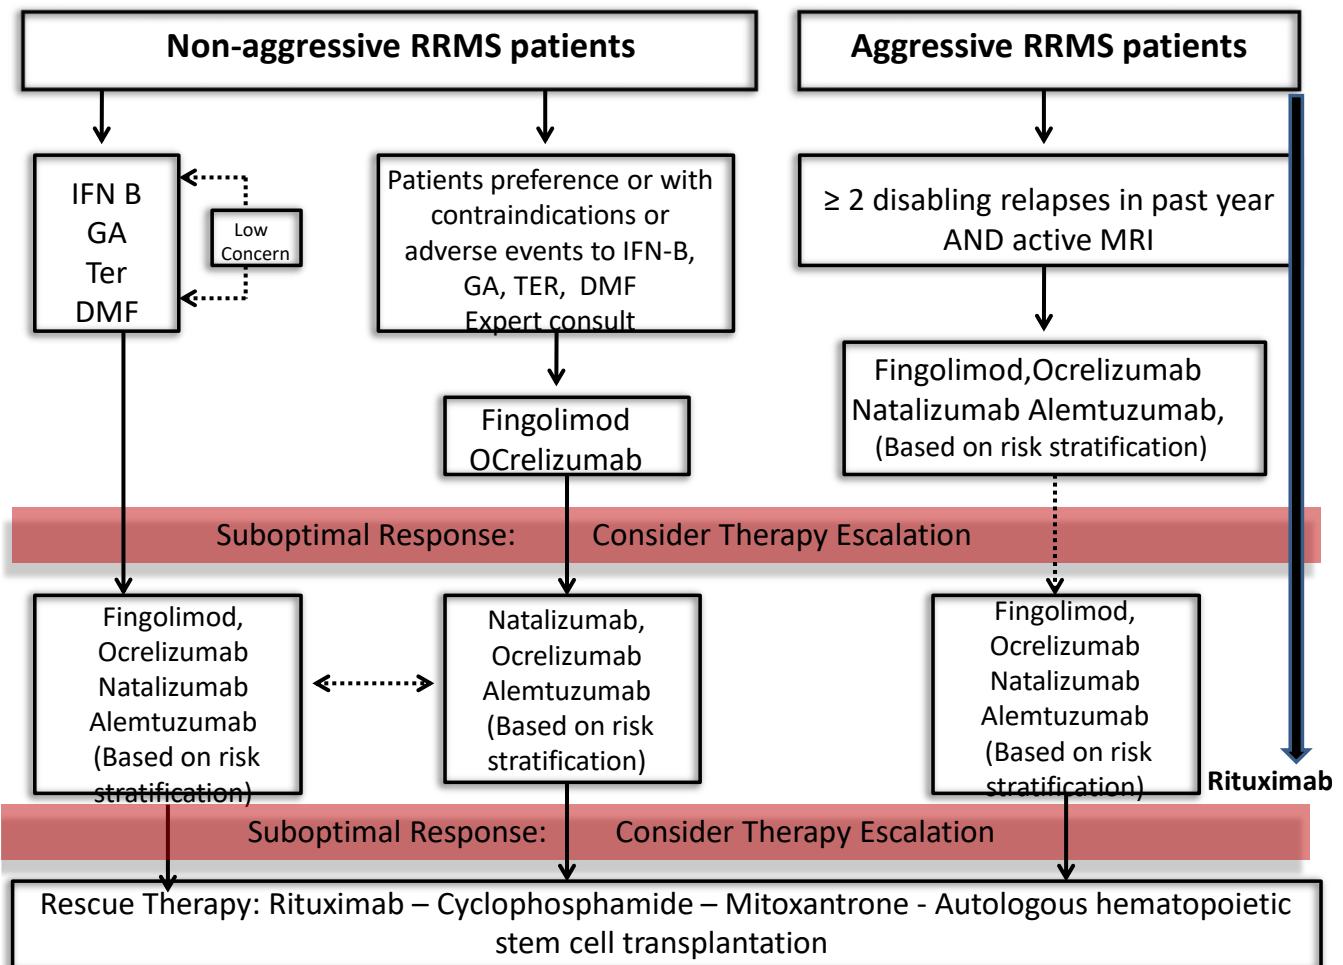 Non-aggressive RRMS patients
Aggressive RRMS patients
IFN B
GA
Ter
DMF
Low
Concern
Patients preference or with
contraindications or
adverse events to IFN-B,
GA, TER, DMF
Expert consult
≥ 2 disabling relapses in past year
AND active MRI
Fingolimod
OCrelizumab
Fingolimod,Ocrelizumab
Natalizumab Alemtuzumab,
(Based on risk stratification)
Suboptimal Response: Consider Therapy Escalation
Fingolimod,
Ocrelizumab
Natalizumab
Alemtuzumab
(Based on risk
stratification)
Natalizumab,
Ocrelizumab
Alemtuzumab
(Based on risk
stratification)
Fingolimod,
Ocrelizumab
Natalizumab
Alemtuzumab
(Based on risk
stratification)
Rituximab
Suboptimal Response: Consider Therapy Escalation
Rescue Therapy: Rituximab – Cyclophosphamide – Mitoxantrone - Autologous hematopoietic
stem cell transplantation